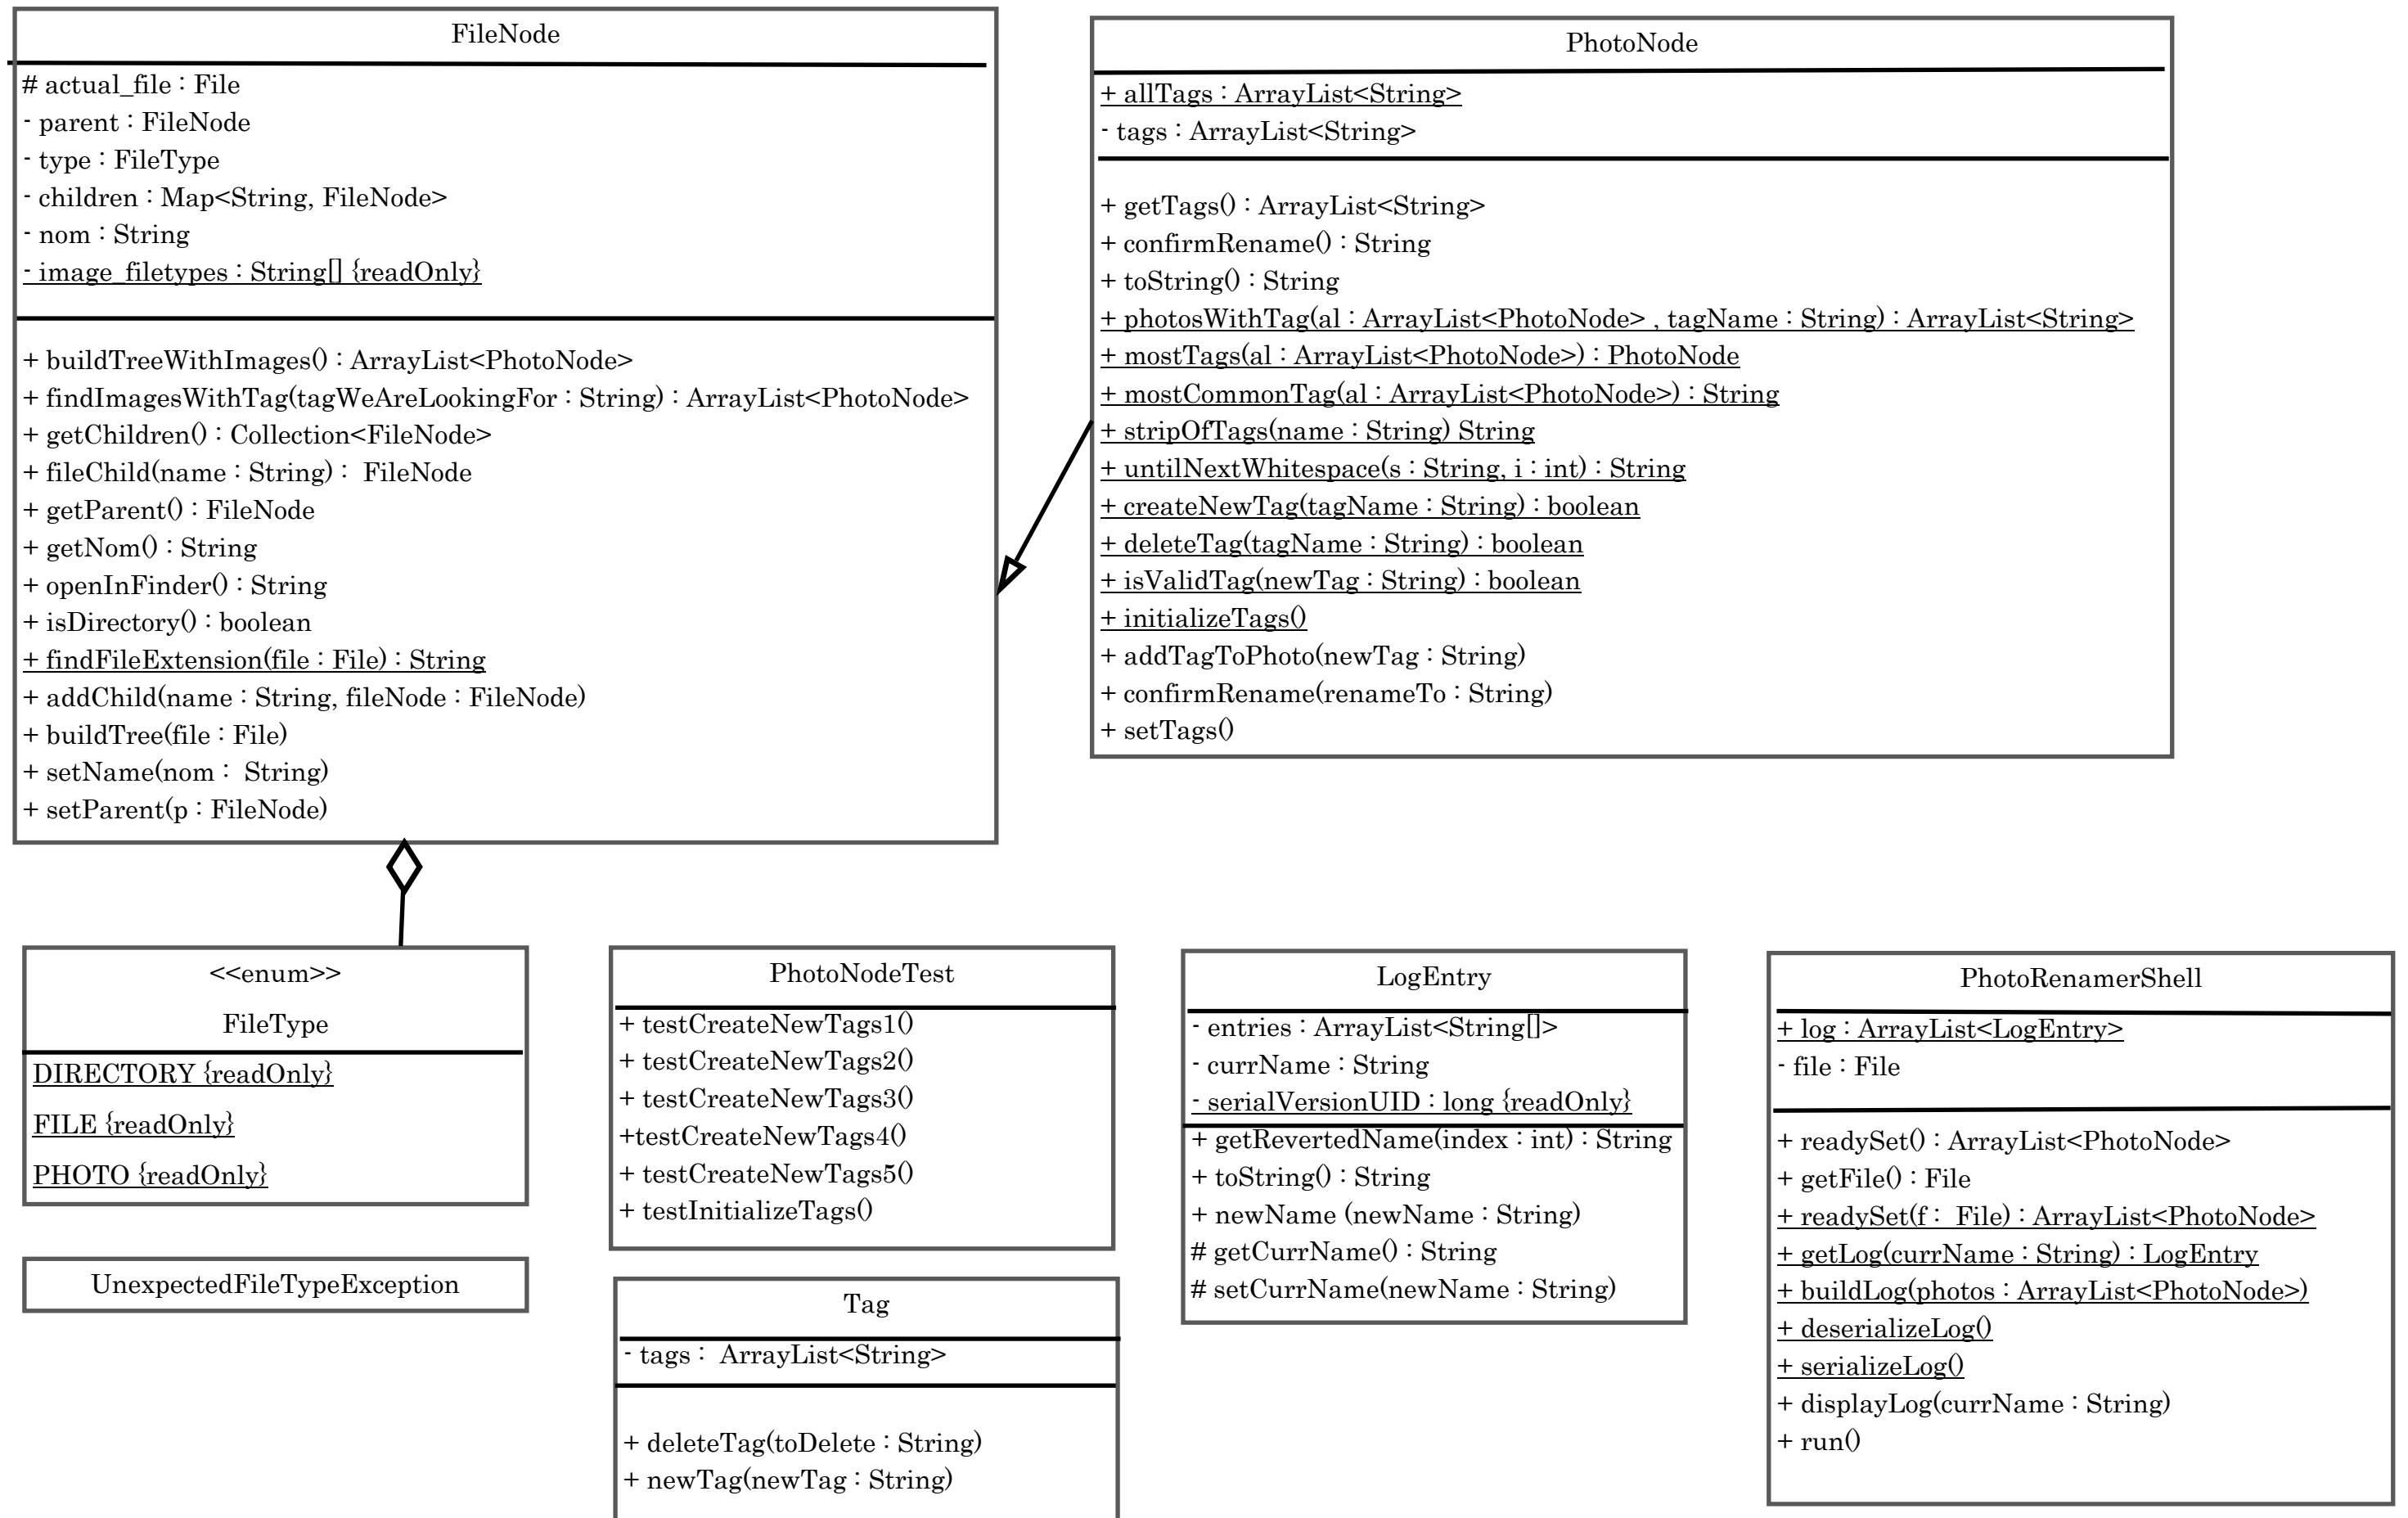 FileNode
# actual_file : File
- parent : FileNode
- type : FileType
- children : Map<String, FileNode>
- nom : String
- image_filetypes : String[] {readOnly}
+ buildTreeWithImages() : ArrayList<PhotoNode>
+ findImagesWithTag(tagWeAreLookingFor : String) : ArrayList<PhotoNode>
+ getChildren() : Collection<FileNode>
+ fileChild(name : String) : FileNode
+ getParent() : FileNode
+ getNom() : String
+ openInFinder() : String
+ isDirectory() : boolean
+ findFileExtension(file : File) : String
+ addChild(name : String, fileNode : FileNode)
+ buildTree(file : File)
+ setName(nom : String)
+ setParent(p : FileNode)
PhotoNode
+ allTags : ArrayList<String>
- tags : ArrayList<String>
+ getTags() : ArrayList<String>
+ confirmRename() : String
+ toString() : String
+ photosWithTag(al : ArrayList<PhotoNode> , tagName : String) : ArrayList<String>
+ mostTags(al : ArrayList<PhotoNode>) : PhotoNode
+ mostCommonTag(al : ArrayList<PhotoNode>) : String
+ stripOfTags(name : String) String
+ untilNextWhitespace(s : String, i : int) : String
+ createNewTag(tagName : String) : boolean
+ deleteTag(tagName : String) : boolean
+ isValidTag(newTag : String) : boolean
+ initializeTags()
+ addTagToPhoto(newTag : String)
+ confirmRename(renameTo : String)
+ setTags()
<<enum>>
FileType
DIRECTORY {readOnly}
FILE {readOnly}
PHOTO {readOnly}
UnexpectedFileTypeException
PhotoNodeTest
+ testCreateNewTags1()
+ testCreateNewTags2()
+ testCreateNewTags3()
+testCreateNewTags4()
+ testCreateNewTags5()
+ testInitializeTags()
Tag
- tags : ArrayList<String>
+ deleteTag(toDelete : String)
+ newTag(newTag : String)
LogEntry
- entries : ArrayList<String[]>
- currName : String
- serialVersionUID : long {readOnly}
+ getRevertedName(index : int) : String
+ toString() : String
+ newName (newName : String)
# getCurrName() : String
# setCurrName(newName : String)
PhotoRenamerShell
+ log : ArrayList<LogEntry>
- file : File
+ readySet() : ArrayList<PhotoNode>
+ getFile() : File
+ readySet(f : File) : ArrayList<PhotoNode>
+ getLog(currName : String) : LogEntry
+ buildLog(photos : ArrayList<PhotoNode>)
+ deserializeLog()
+ serializeLog()
+ displayLog(currName : String)
+ run()